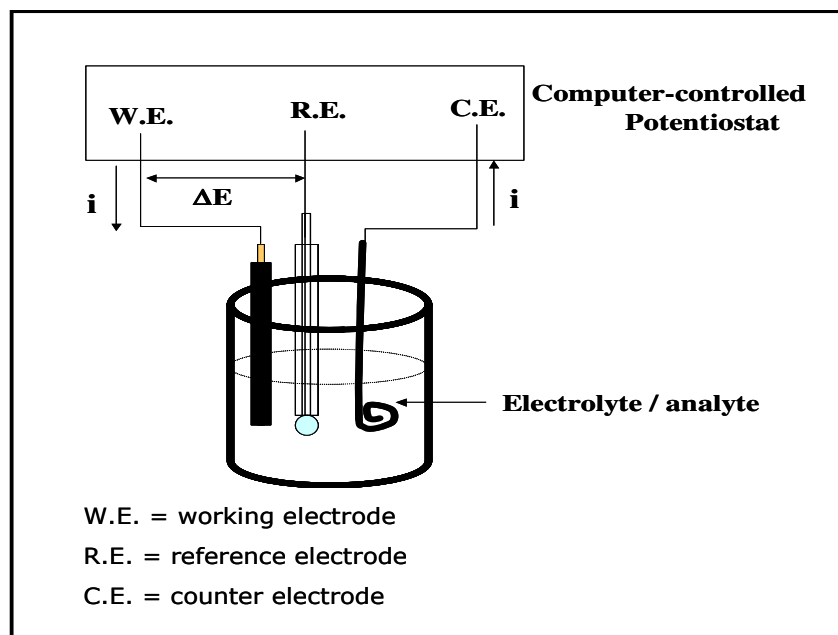 W.E. R.E. C.E.
Computer-controlled
Potentiostat
i ΔE i
Electrolyte / analyte
W.E. = working electrode
R.E. = reference electrode
C.E. = counter electrode